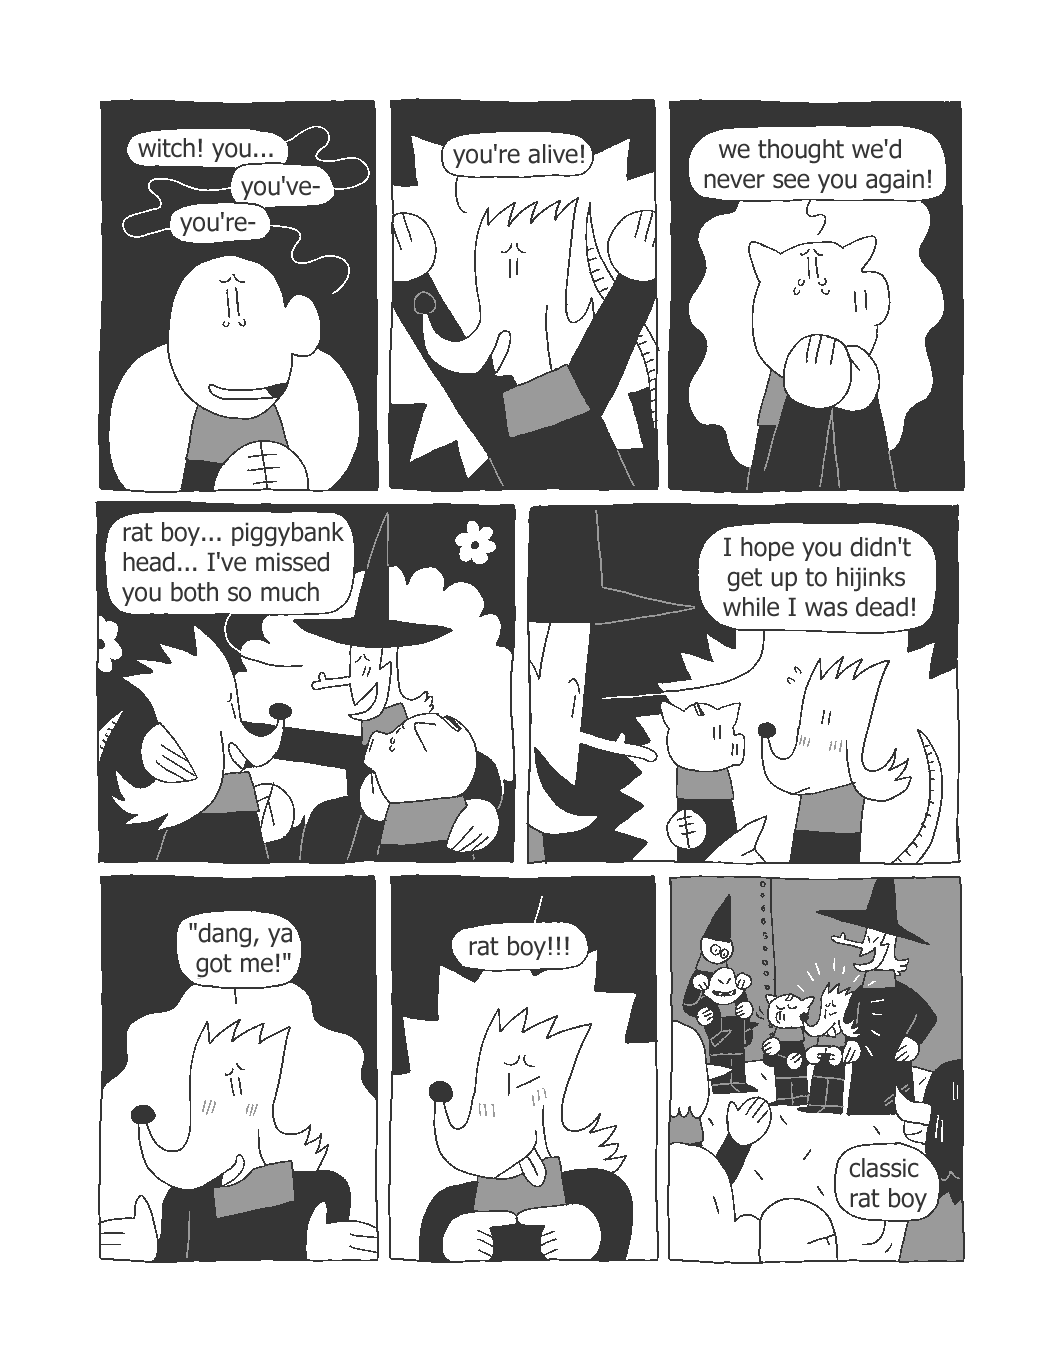 witch! you...
you've-
you're-
you're alive!
we thought we'd
never see you again!
rat boy... piggybank
head... I've missed
you both so much
I hope you didn't
get up to hijinks
while I was dead!
"dang, ya
got me!"
rat boy!!!
classic
rat boy